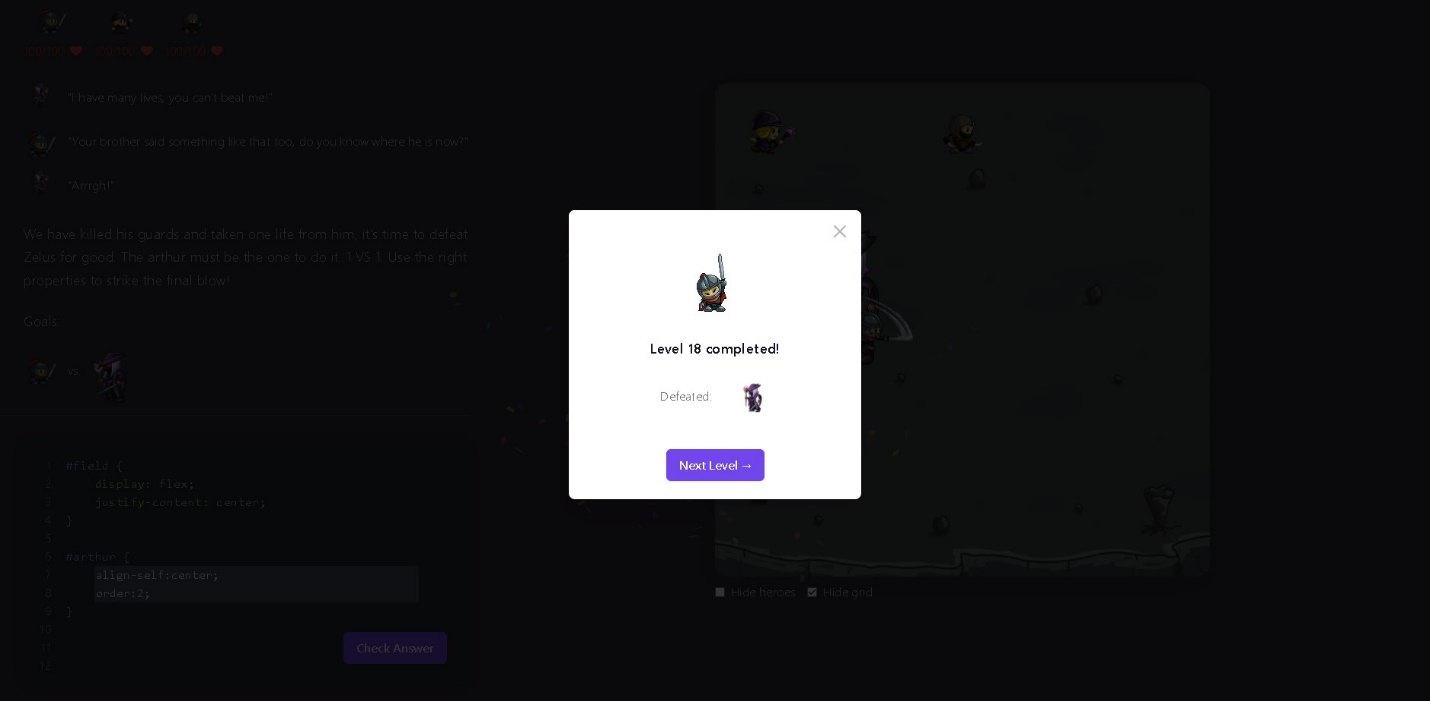 "I have many lives, you can't beat me!"
"Your brother said something like that too, do you know where he is now?"
"Arrrgh!"
We have killed his guards and taken one life from him, it's time to defeat
Zelus for good. The arthur must be the one to do it, 1 VS 1. Use the right
properties to strike the final blow!
Goals:
vs.
1 #field {
2 display: flex;
3 justify-content: center;
4 }
5
6 #arthur {
7 align-self:center;
8 order:2;
9 }
10
11
12
Check Answer
Level 18 completed!
Defeated:
Next Level →
Hide heroes
Hide grid